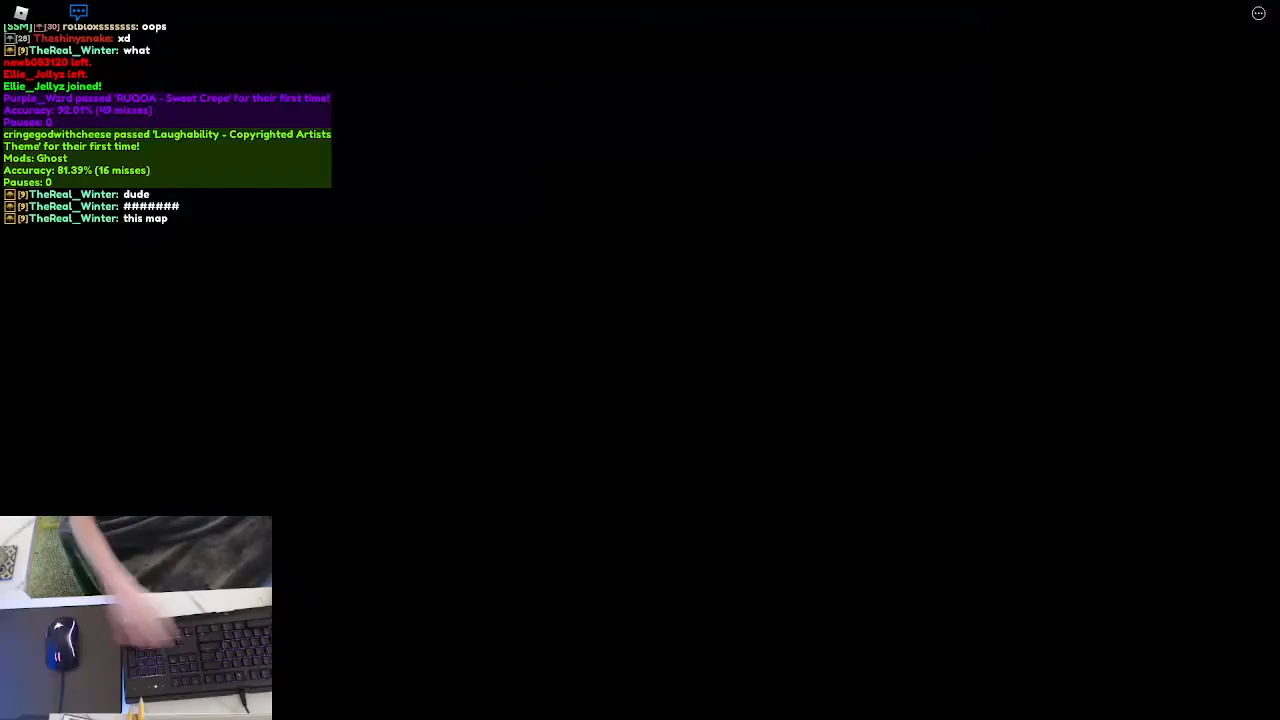 [SSM] [30] rolbloxsssssss: oops
[28] Thashinysnake: xd
[9]TheReal_Winter: what
newb083120 left.
Ellie_Jellyz left.
Ellie_Jellyz joined!
Purple_Wzrd passed 'RUQOA - Sweet Crepe' for their first time!
Accuracy: 92.01% (49 misses)
Pauses: 0
cringegodwithcheese passed 'Laughability - Copyrighted Artists
Theme' for their first time!
Mods: Ghost
Accuracy: 81.39% (16 misses)
Pauses: 0
[9]TheReal_Winter: dude
[9]TheReal_Winter: #######
[9]TheReal_Winter: this map